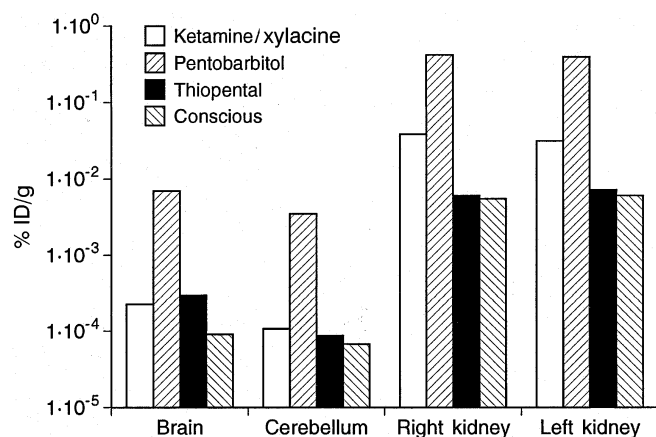 % ID/g
1·10⁰
1·10⁻¹
1·10⁻²
1·10⁻³
1·10⁻⁴
1·10⁻⁵
Ketamine/xylacine
Pentobarbitol
Thiopental
Conscious
Brain Cerebellum Right kidney Left kidney